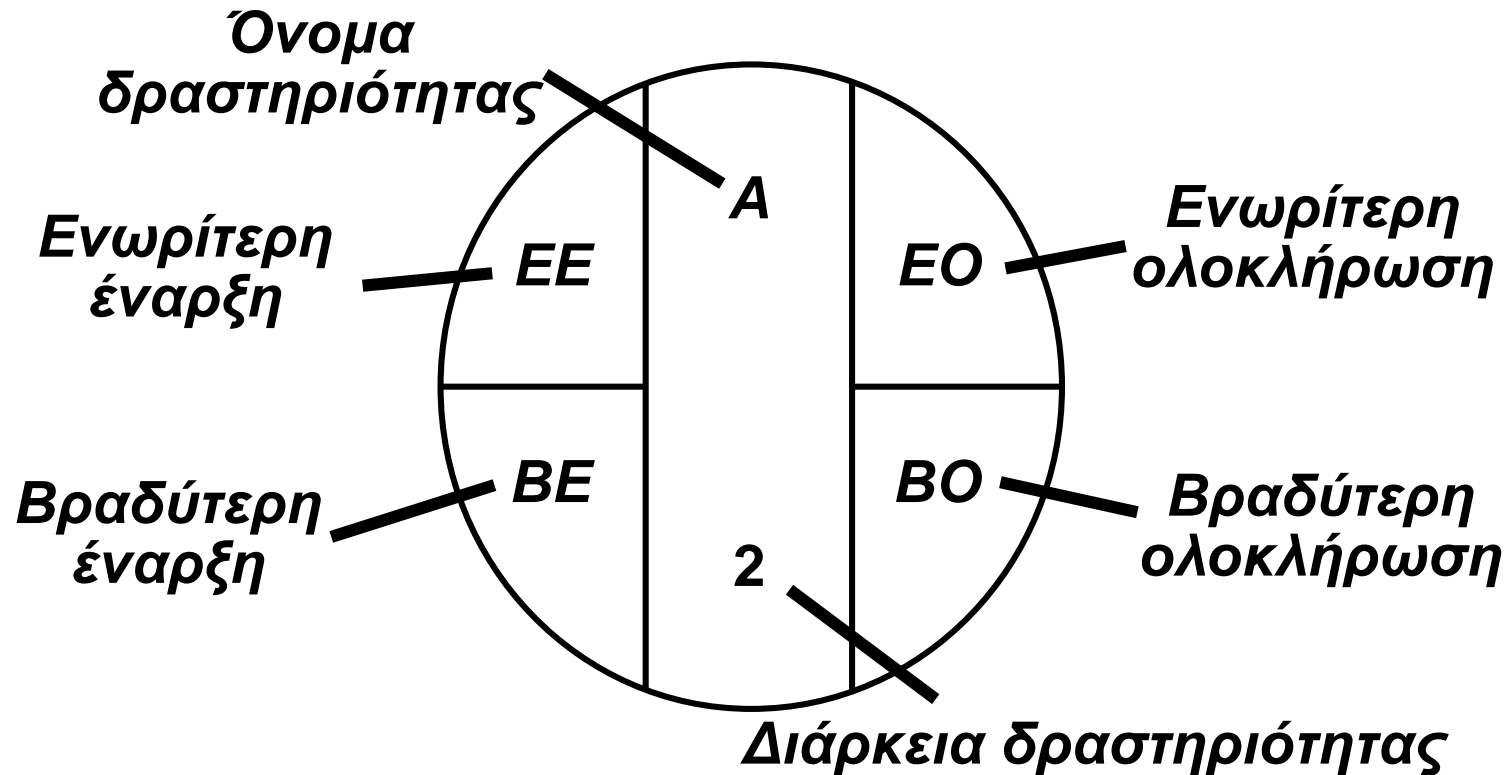 Όνομα
δραστηριότητας
A
Ενωρίτερη
έναρξη
EE
EO
Ενωρίτερη
ολοκλήρωση
Βραδύτερη
έναρξη
BE
BO
Βραδύτερη
ολοκλήρωση
2
Διάρκεια δραστηριότητας